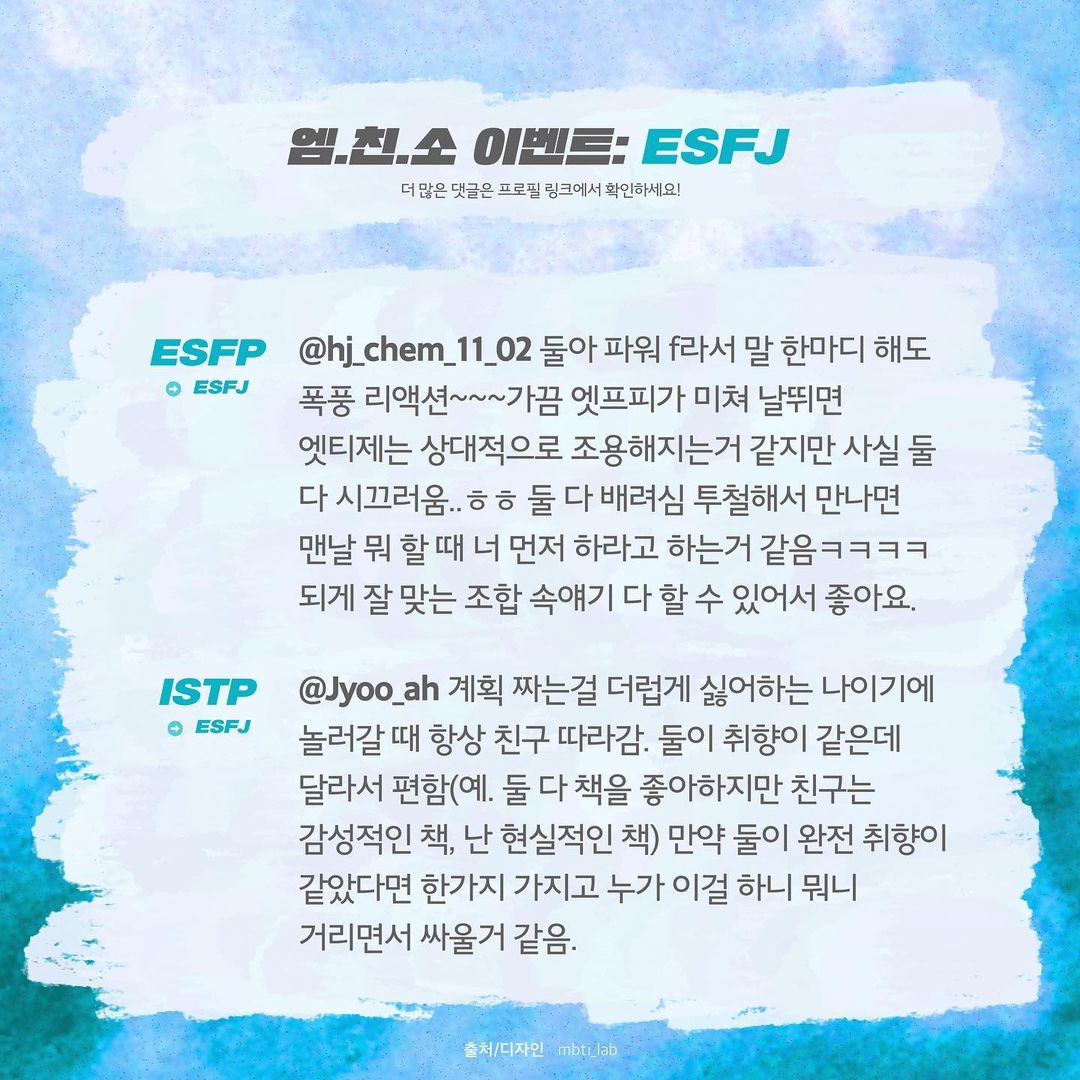 엠.친.소 이벤트: ESFJ
더 많은 댓글은 프로필 링크에서 확인하세요!
ESFP
ESFJ
@hj_chem_11_02 둘아 파워 f라서 말 한마디 해도
폭풍 리액션~~~가끔 엣프피가 미쳐 날뛰면
엣티제는 상대적으로 조용해지는거 같지만 사실 둘
다 시끄러움..ㅎㅎ 둘 다 배려심 투철해서 만나면
맨날 뭐 할 때 너 먼저 하라고 하는거 같음ㅋㅋㅋㅋ
되게 잘 맞는 조합 속얘기 다 할 수 있어서 좋아요.
ISTP
ESFJ
@Jyoo_ah 계획 짜는걸 더럽게 싫어하는 나이기에
놀러갈 때 항상 친구 따라감. 둘이 취향이 같은데
달라서 편함(예. 둘 다 책을 좋아하지만 친구는
감성적인 책, 난 현실적인 책) 만약 둘이 완전 취향이
같았다면 한가지 가지고 누가 이걸 하니 뭐니
거리면서 싸울거 같음.
출처/디자인 mbti_lab